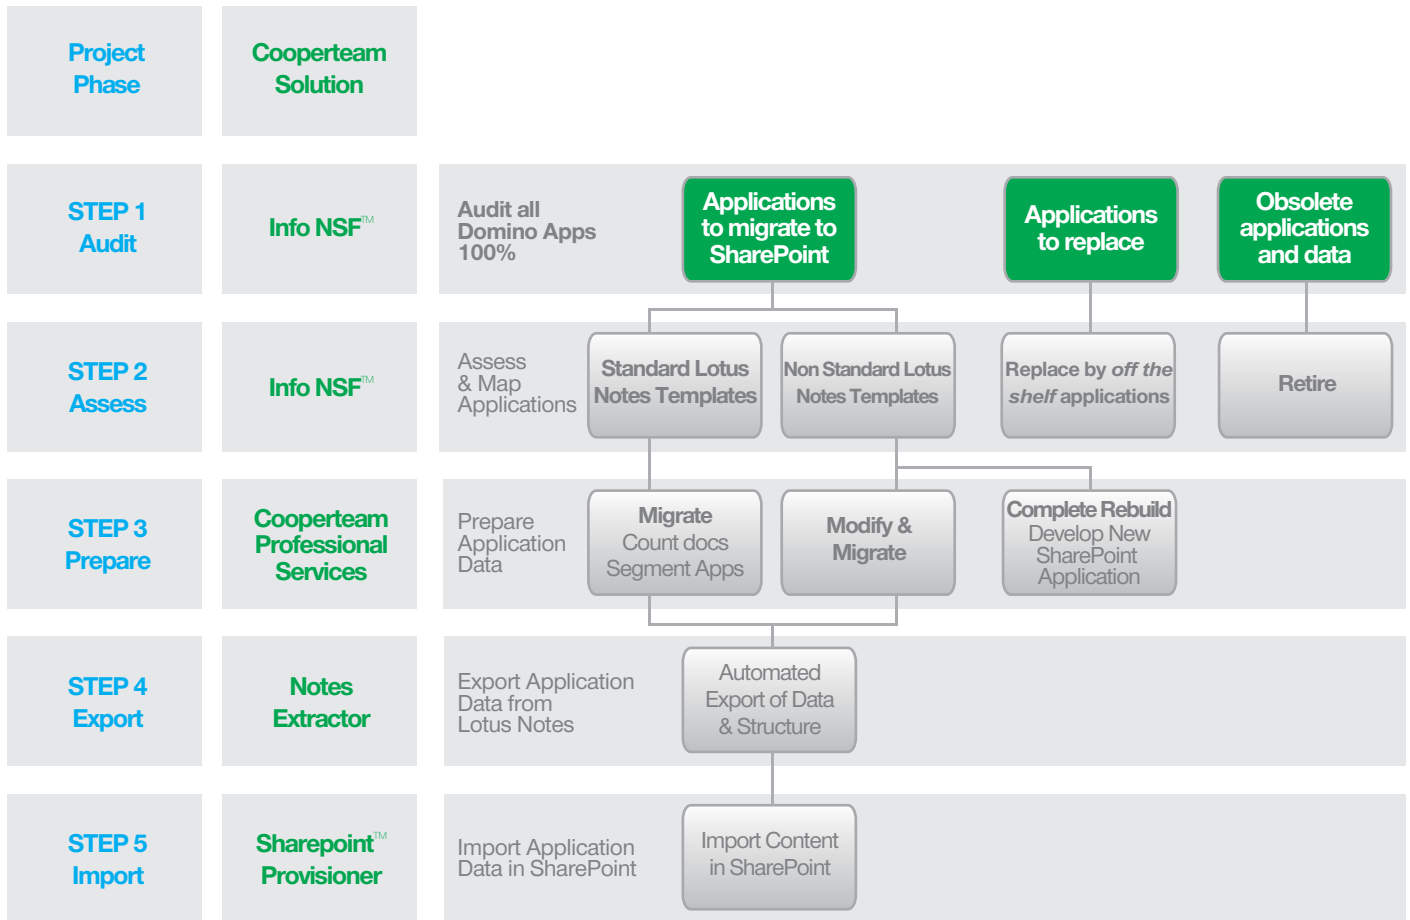 Project
Phase
Cooperteam
Solution
STEP 1
Audit
Info NSF™
Audit all
Domino Apps
100%
Applications
to migrate to
SharePoint
Applications
to replace
Obsolete
applications
and data
STEP 2
Assess
Info NSF™
Assess
& Map
Applications
Standard Lotus
Notes Templates
Non Standard Lotus
Notes Templates
Replace by off the
shelf applications
Retire
STEP 3
Prepare
Cooperteam
Professional
Services
Prepare
Application
Data
Migrate
Count docs
Segment Apps
Modify &
Migrate
Complete Rebuild
Develop New
SharePoint
Application
STEP 4
Export
Notes
Extractor
Export Application
Data from
Lotus Notes
Automated
Export of Data
& Structure
STEP 5
Import
Sharepoint™
Provisioner
Import Application
Data in SharePoint
Import Content
in SharePoint